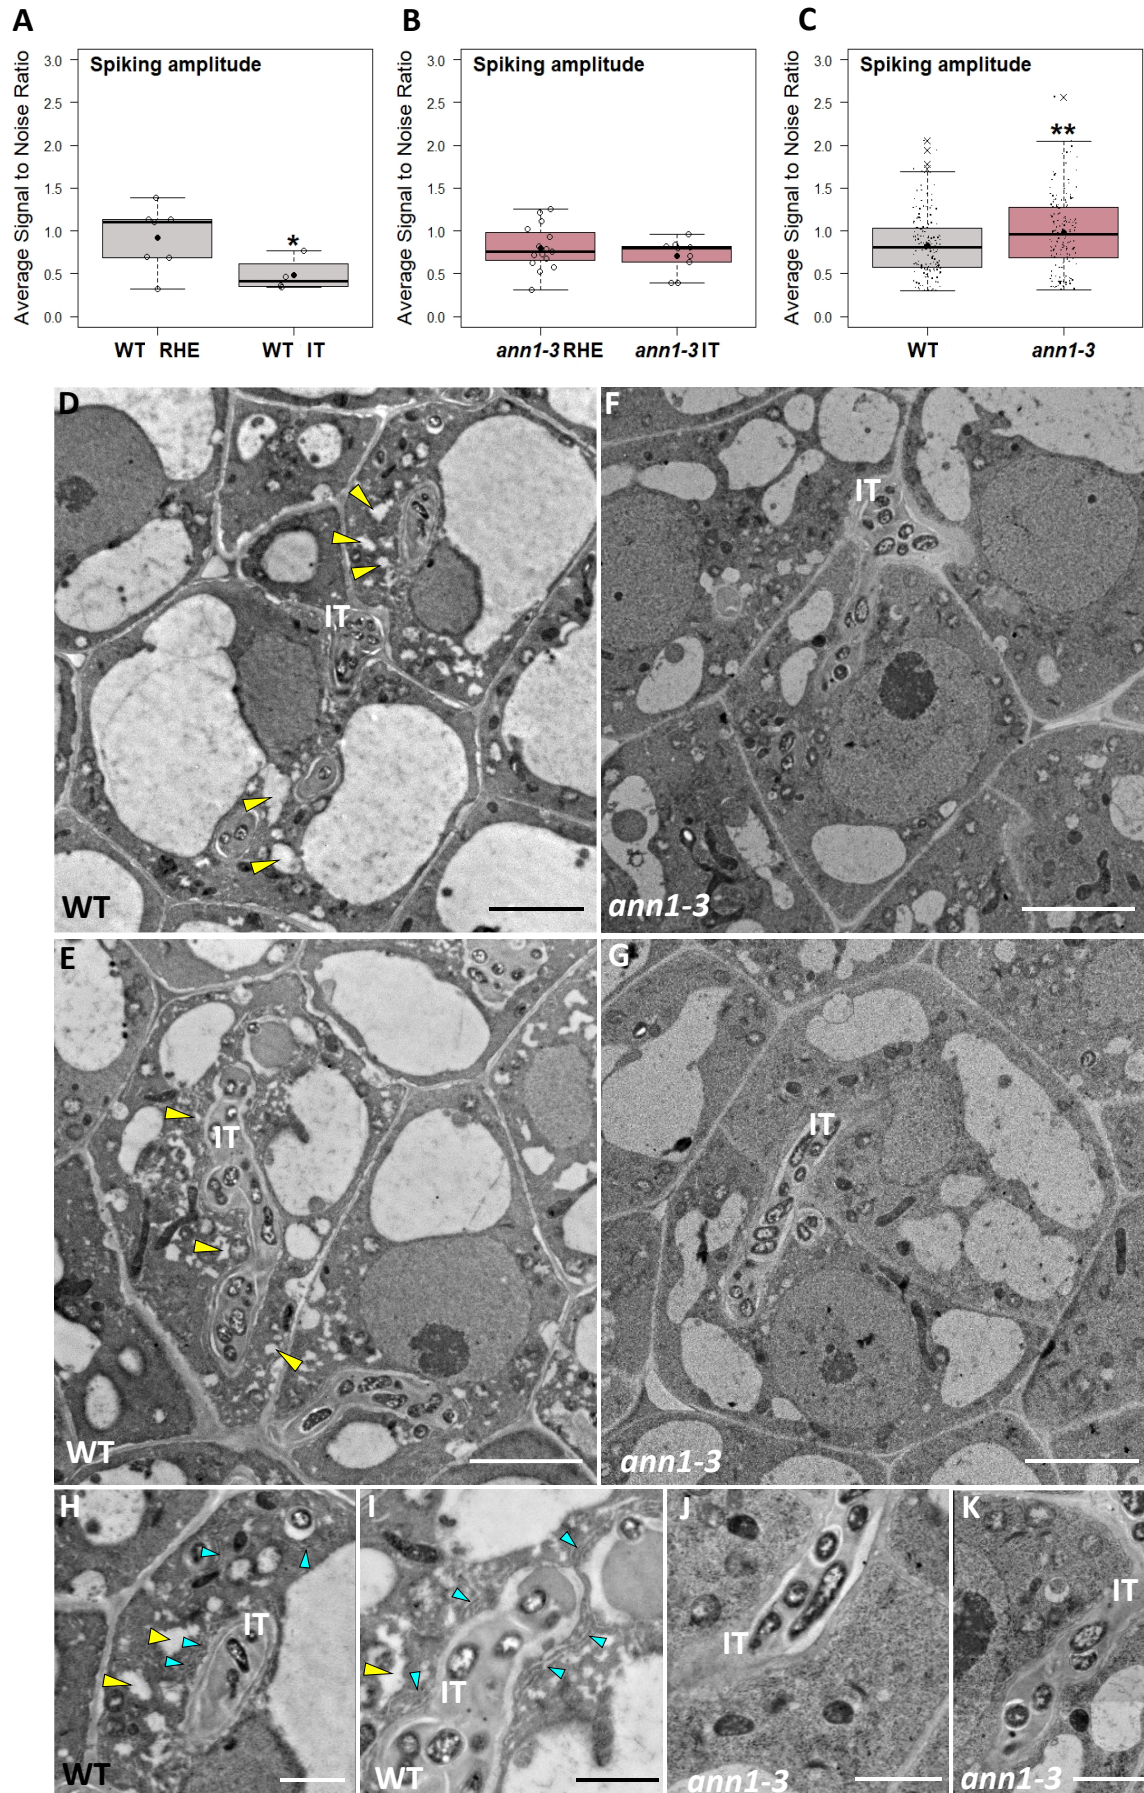 A
B
C
Average Signal to Noise Ratio
3.0
2.5
2.0
1.5
1.0
0.5
0.0
Spiking amplitude
*
WT RHE
WT IT
Average Signal to Noise Ratio
3.0
2.5
2.0
1.5
1.0
0.5
0.0
Spiking amplitude
ann1-3 RHE
ann1-3 IT
Average Signal to Noise Ratio
3.0
2.5
2.0
1.5
1.0
0.5
0.0
Spiking amplitude
**
WT
ann1-3
D
IT
WT
F
IT
ann1-3
E
IT
WT
G
IT
ann1-3
H
IT
WT
I
IT
WT
J
IT
ann1-3
K
IT
ann1-3